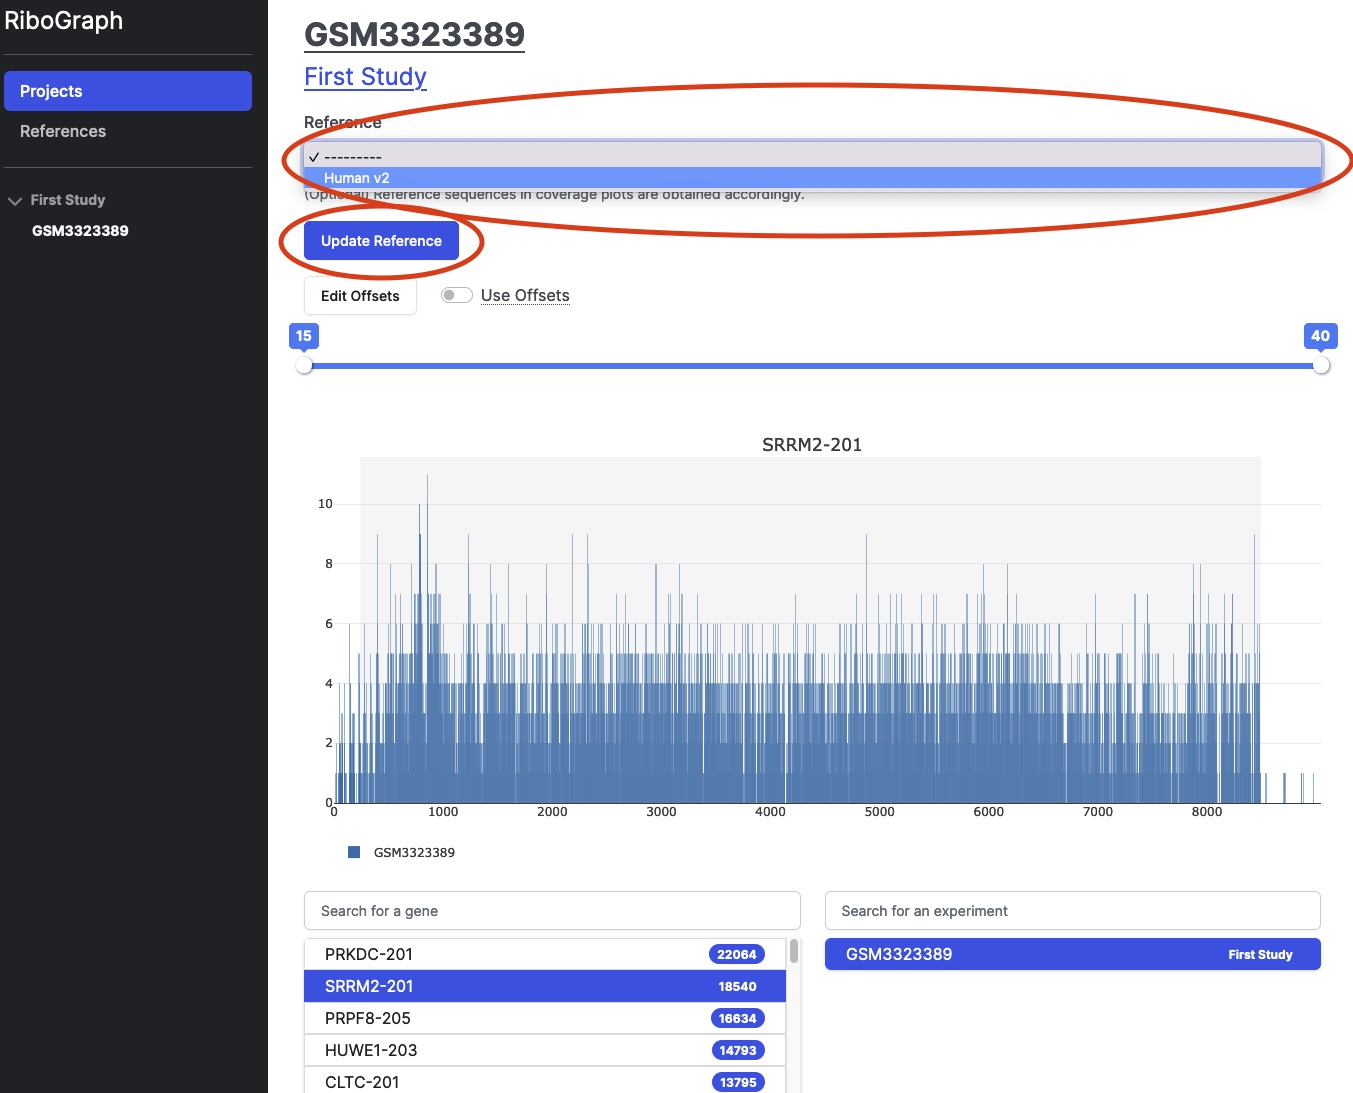 RiboGraph
Projects
References
First Study
GSM3323389
GSM3323389
First Study
Reference
---------
Human v2
(Optional) Reference sequences in coverage plots are obtained accordingly.
Update Reference
Edit Offsets
Use Offsets
15
40
SRRM2-201
10
8
6
4
2
0
0 1000 2000 3000 4000 5000 6000 7000 8000
GSM3323389
Search for a gene
PRKDC-201 22064
SRRM2-201 18540
PRPF8-205 16634
HUWE1-203 14793
CLTC-201 13795
Search for an experiment
GSM3323389 First Study